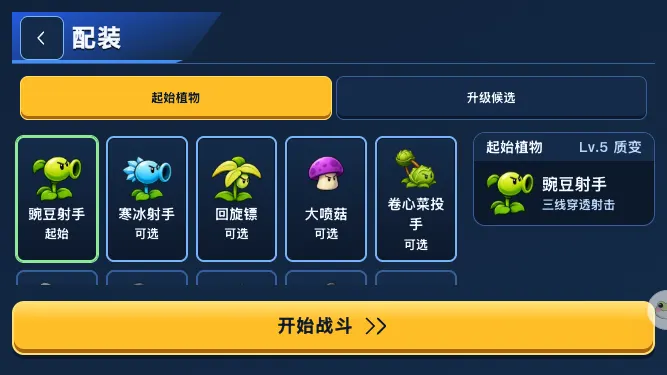 配装
起始植物
升级候选
豌豆射手
起始
寒冰射手
可选
回旋镖
可选
大喷菇
可选
卷心菜投
手
可选
起始植物 Lv.5 质变
豌豆射手
三线穿透射击
开始战斗